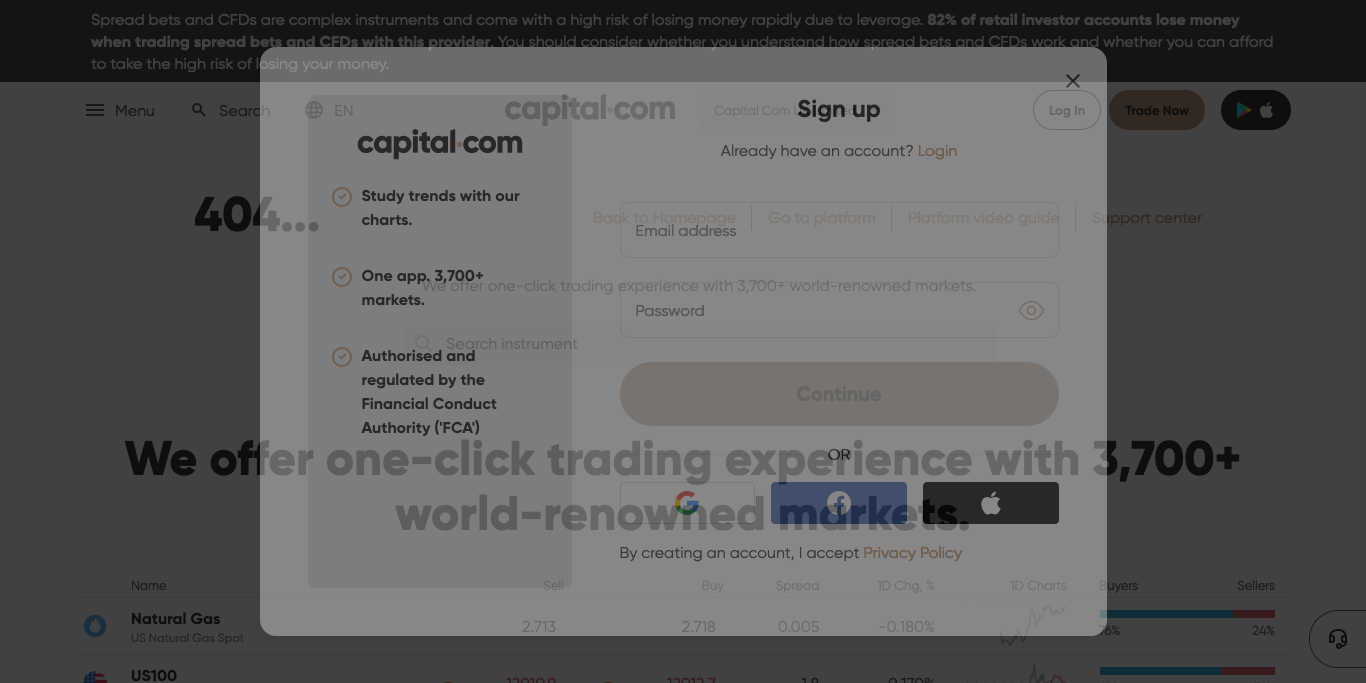 Spread bets and CFDs are complex instruments and come with a high risk of losing money rapidly due to leverage. 82% of retail investor accounts lose money
when trading spread bets and CFDs with this provider. You should consider whether you understand how spread bets and CFDs work and whether you can afford
to take the high risk of losing your money.
Menu
Search
EN
capital.com
Capital Com
Log In
Trade Now
404...
Back to Homepage
Go to platform
Platform video guide
Support center
We offer one-click trading experience with 3,700+ world-renowned markets.
Search instrument
We offer one-click trading experience with 3,700+
world-renowned markets.
Name
Sell
Buy
Spread
1D Chg, %
1D Charts
Buyers
Sellers
Natural Gas
US Natural Gas Spot
2.713
2.718
0.005
-0.180%
76%
24%
US100
12910.9
12912.7
1.8
0.170%
capital.com
Study trends with our
charts.
One app. 3,700+
markets.
Authorised and
regulated by the
Financial Conduct
Authority ('FCA')
Sign up
Already have an account? Login
Email address
Password
Continue
OR
By creating an account, I accept Privacy Policy